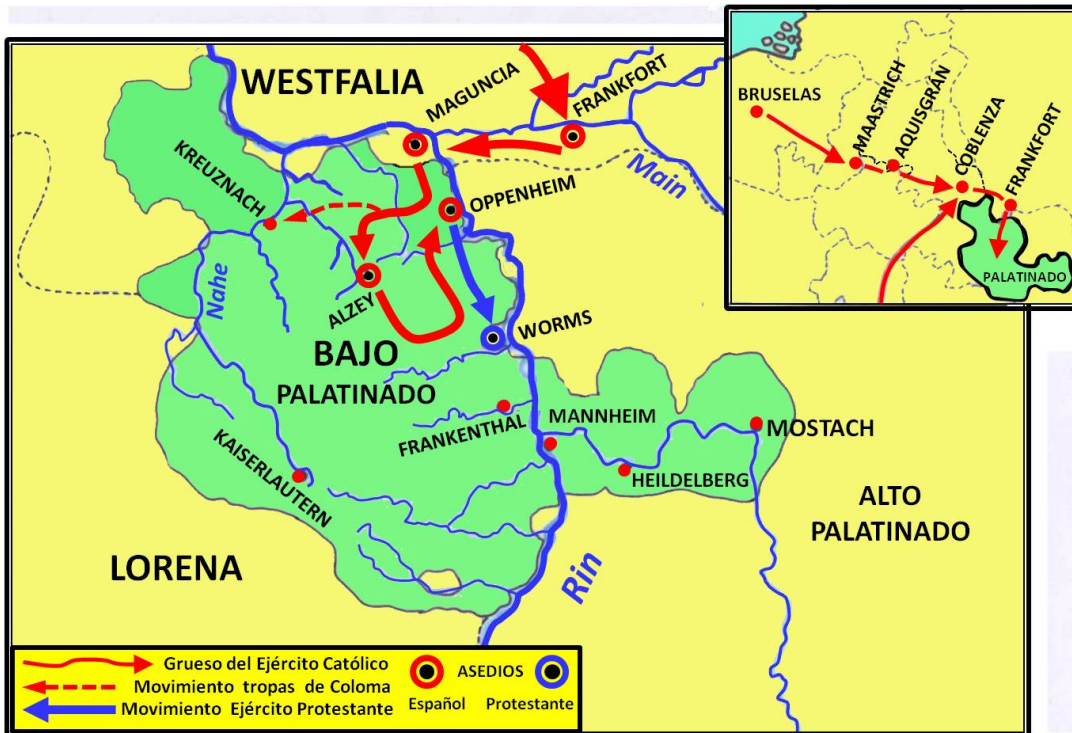 WESTFALIA
MAGUNCIA
FRANKFORT
KREUZNACH
OPPENHEIM
Main
Nahe
ALZEY
WORMS
BAJO
PALATINADO
FRANKENTHAL
MANNHEIM
MOSTACH
KAISERLAUTERN
HEILDELBERG
ALTO
PALATINADO
LORENA
Rin
BRUSELAS
MAASTRICH
AQUISGRÁN
COBLENZA
FRANKFORT
PALATINADO
Grueso del Ejército Católico
Movimiento tropas de Coloma
Movimiento Ejército Protestante
ASEDIOS
Español Protestante